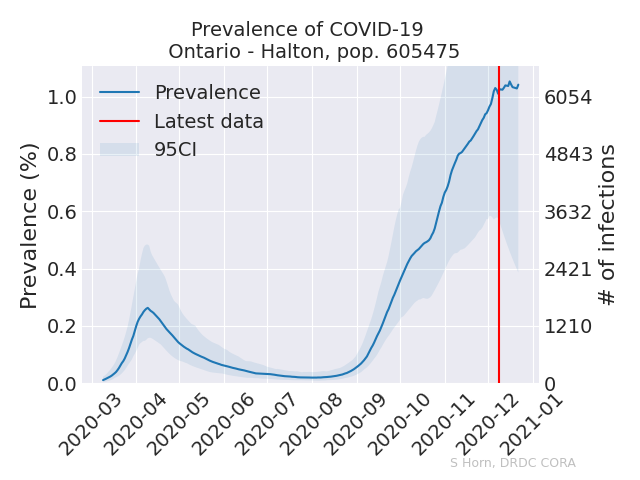 Prevalence of COVID-19
Ontario - Halton, pop. 605475
Prevalence
Latest data
95CI
Prevalence (%)
1.0
0.8
0.6
0.4
0.2
0.0
6054
4843
3632
2421
1210
0
# of infections
2020-03
2020-04
2020-05
2020-06
2020-07
2020-08
2020-09
2020-10
2020-11
2020-12
2021-01
S Horn, DRDC CORA